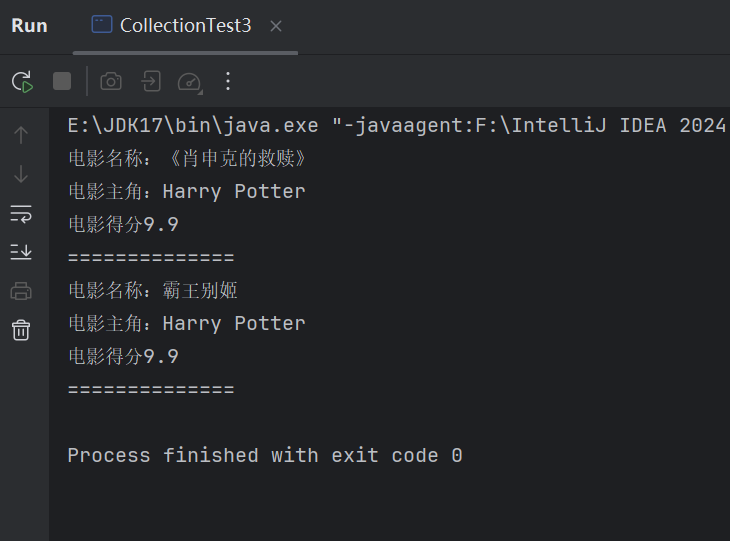 Run CollectionTest3
E:\JDK17\bin\java.exe "-javaagent:F:\IntelliJ IDEA 2024
电影名称：《肖申克的救赎》
电影主角：Harry Potter
电影得分9.9
==============
电影名称：霸王别姬
电影主角：Harry Potter
电影得分9.9
==============
Process finished with exit code 0